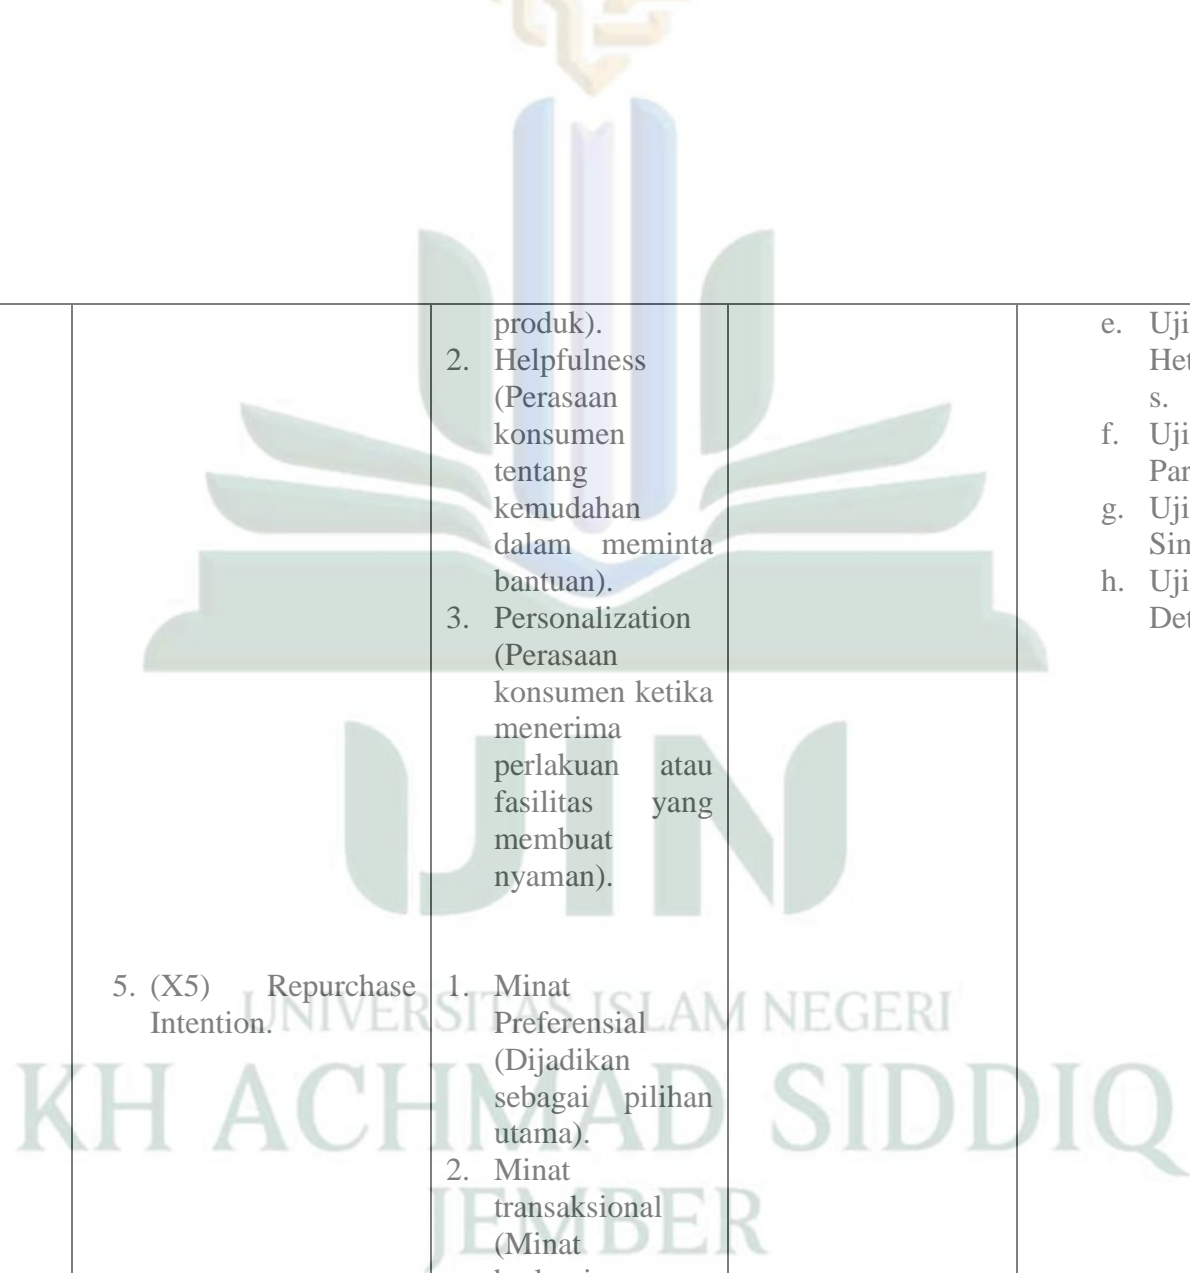 produk).
2. Helpfulness
(Perasaan
konsumen
tentang
kemudahan
dalam meminta
bantuan).
3. Personalization
(Perasaan
konsumen ketika
menerima
perlakuan atau
fasilitas yang
membuat
nyaman).
5. (X5) Repurchase
Intention.
1. Minat
Preferensial
(Dijadikan
sebagai pilihan
utama).
2. Minat
transaksional
(Minat
e. Uji
s.
f. Uji
g. Uji
h. Uji
UIN
UNIVERSITAS ISLAM NEGERI
KH ACHMAD SIDDIQ
JEMBER